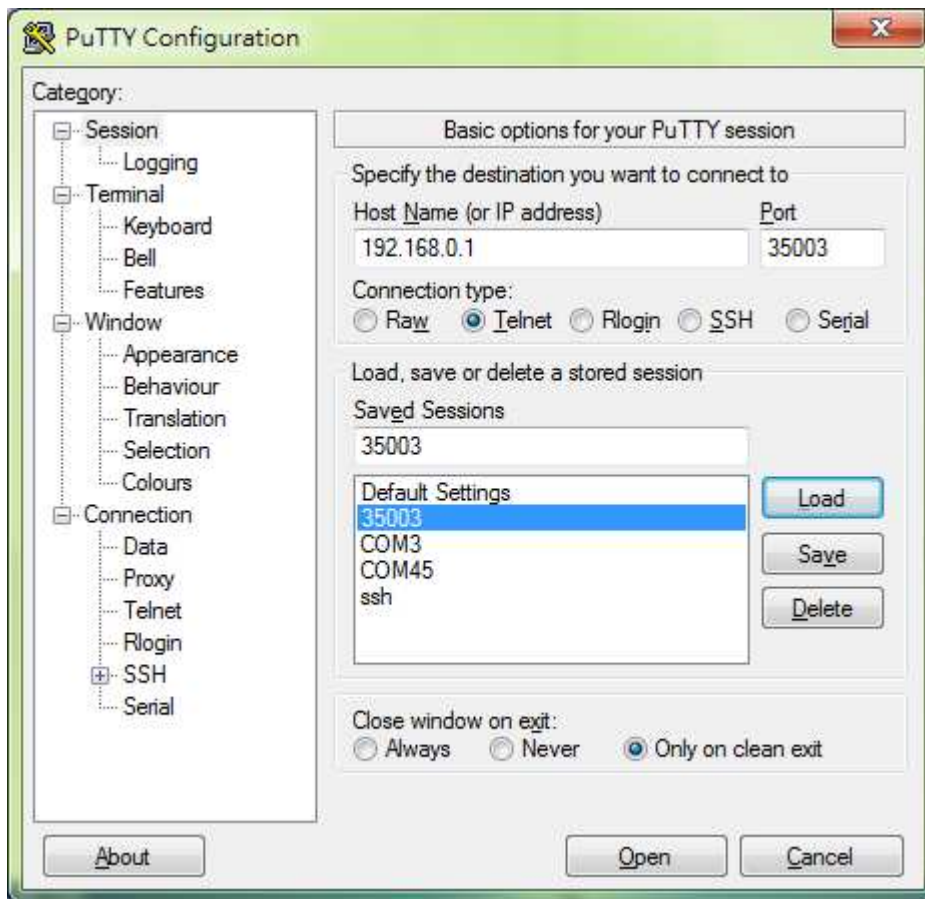 PuTTY Configuration
Category:
Session
Logging
Terminal
Keyboard
Bell
Features
Window
Appearance
Behaviour
Translation
Selection
Colours
Connection
Data
Proxy
Telnet
Rlogin
SSH
Serial
Basic options for your PuTTY session
Specify the destination you want to connect to
Host Name (or IP address) Port
192.168.0.1 35003
Connection type:
Raw Telnet Rlogin SSH Serial
Load, save or delete a stored session
Saved Sessions
35003
Default Settings
35003
COM3
COM45
ssh
Load
Save
Delete
Close window on exit:
Always Never Only on clean exit
About Open Cancel